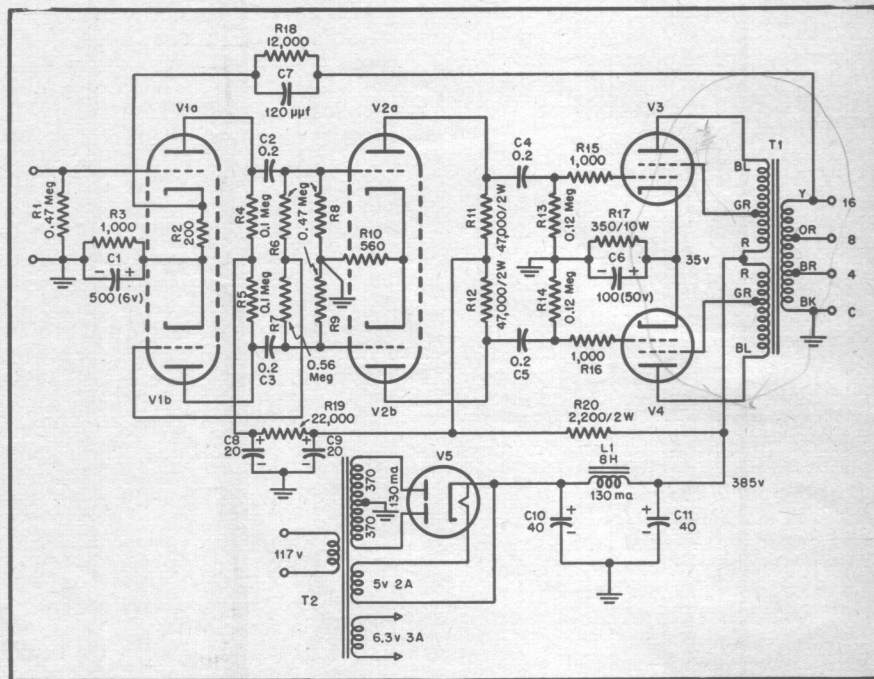 R18
12,000
C7
120 μμf
V1a
V2a
V3
T1
C2
0.2
C4
0.2
R15
1,000
BL
Y
16
R1
0.47 Meg
R3
1,000
C1
500 (6v)
R2
200
R4
0.1 Meg
R6
0.47 Meg
R8
R10
560
R11
47,000/2W
R13
0.12 Meg
R17
350/10W
C6
100(50v)
35v
GR
R
R
GR
OR
8
BR
4
BK
C
R5
0.1 Meg
R7
R9
R12
47,000/2W
R14
0.12 Meg
0.2
C3
0.56
Meg
0.2
C5
1,000
R16
BL
V1b
V2b
V4
R19
22,000
R20
2,200/2W
C8
20
C9
20
370
370
130 ma
V5
L1
8H
130 ma
385v
C10
40
C11
40
117 v
T2
5v 2A
6.3v 3A